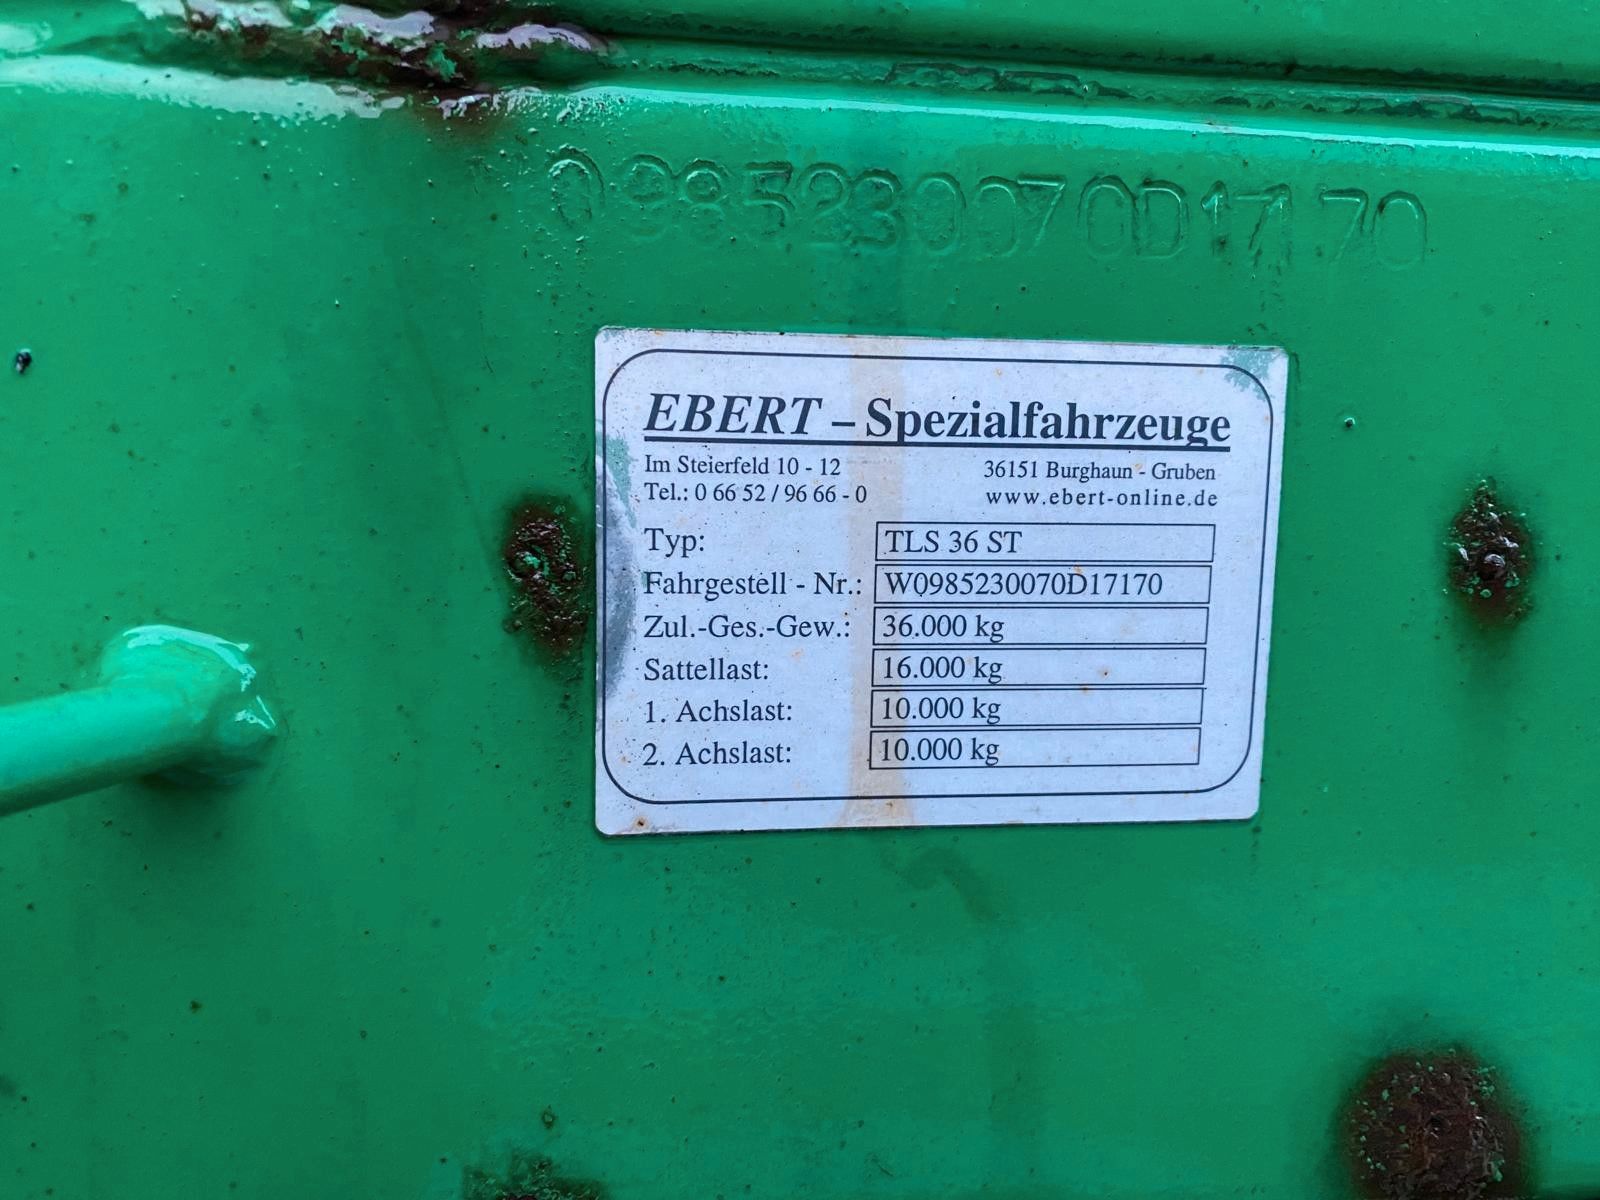 0985230070D17170
EBERT – Spezialfahrzeuge
Im Steierfeld 10 - 12 36151 Burghaun - Gruben
Tel.: 0 66 52 / 96 66 - 0 www.ebert-online.de
Typ: TLS 36 ST
Fahrgestell - Nr.: W0985230070D17170
Zul.-Ges.-Gew.: 36.000 kg
Sattellast: 16.000 kg
1. Achslast: 10.000 kg
2. Achslast: 10.000 kg